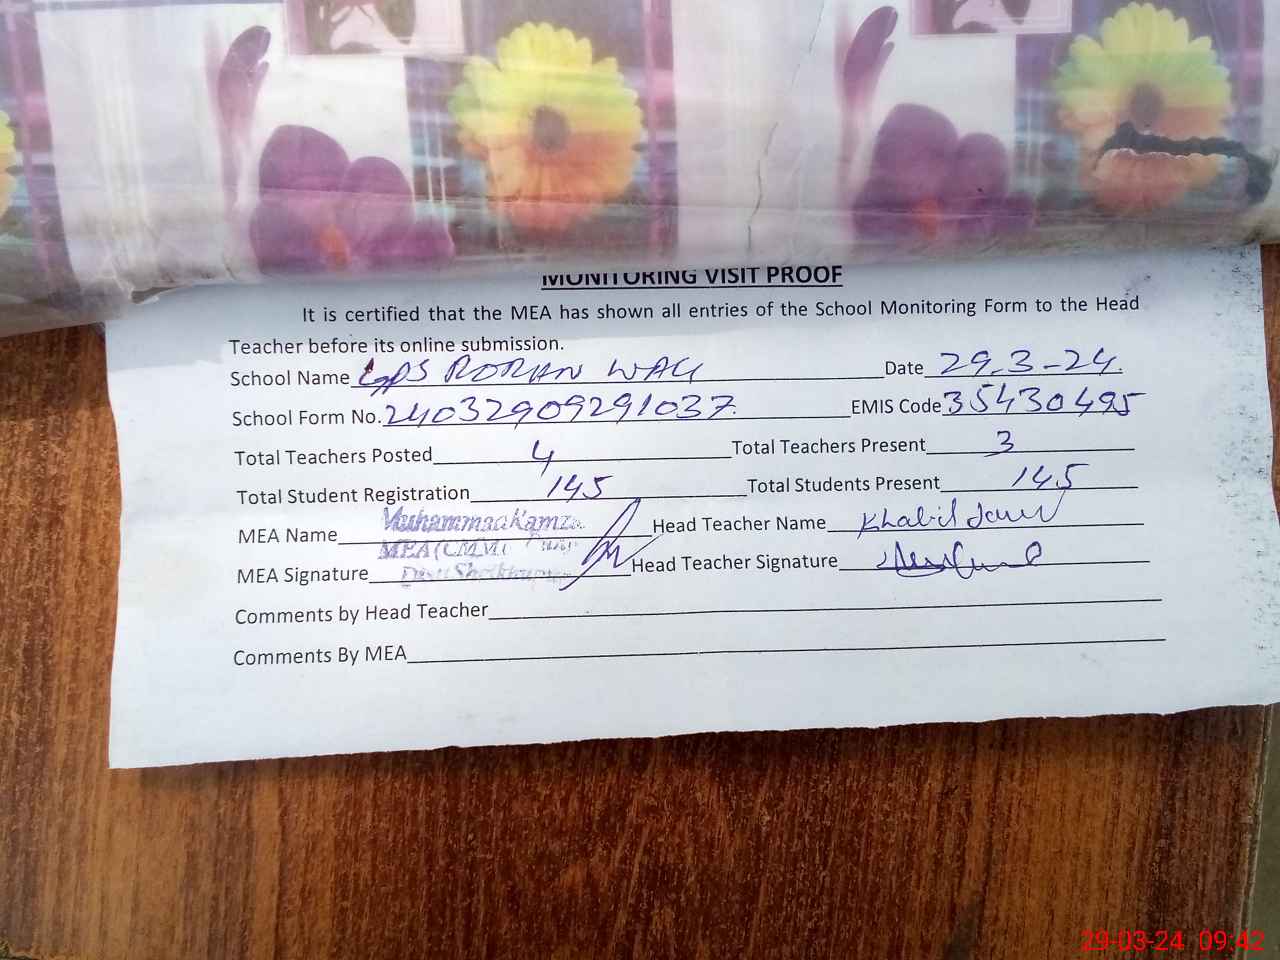 MONITORING VISIT PROOF
It is certified that the MEA has shown all entries of the School Monitoring Form to the Head
Teacher before its online submission.
School Name GPS RORAN WALI Date 29.3-24.
School Form No. 24032909291037. EMIS Code 35430495
Total Teachers Posted 4 Total Teachers Present 3
Total Student Registration 145 Total Students Present 145
MEA Name Muhammad Head Teacher Name Khalid
MEA Signature Head Teacher Signature
Comments by Head Teacher
Comments By MEA
29-03-24 09:42